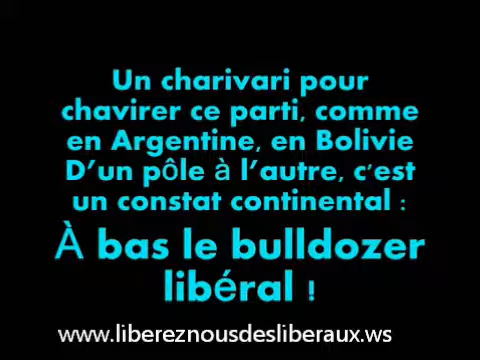 Un charivari pour
chavirer ce parti, comme
en Argentine, en Bolivie
D’un pôle à l’autre, c'est
un constat continental :
À bas le bulldozer
libéral !
www.libereznousdesliberaux.ws